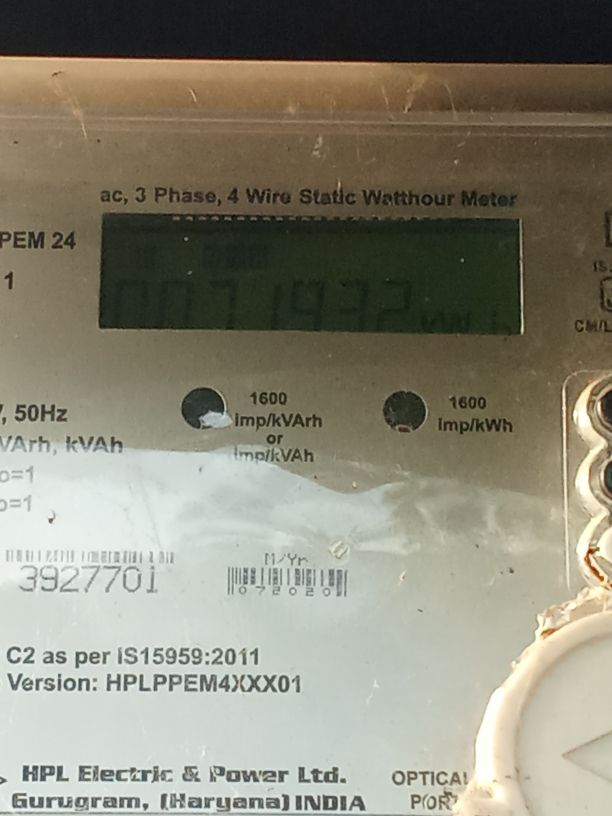 ac, 3 Phase, 4 Wire Static Watthour Meter
PEM 24
1
0071932
CM/L
1600
imp/kVArh
or
imp/kVAh
1600
imp/kWh
, 50Hz
VArh, kVAh
o=1
o=1
3927701
M/Yr
072020
C2 as per IS15959:2011
Version: HPLPPEM4XXX01
HPL Electric & Power Ltd.
Gurugram, (Haryana) INDIA
OPTICAL
PORT